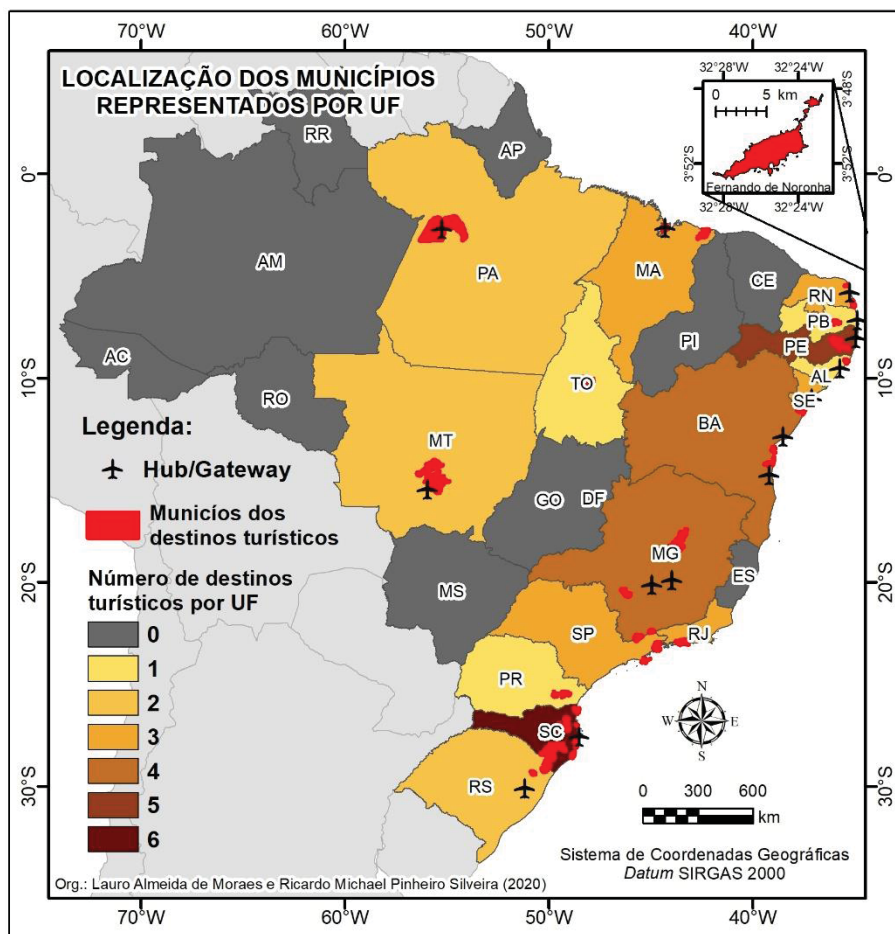 70°W 60°W 50°W 40°W
LOCALIZAÇÃO DOS MUNICÍPIOS
REPRESENTADOS POR UF
32°28'W 32°24'W
0 5
km
3°48'S
3°52'S
3°52'S
Fernando de Noronha
32°28'W 32°24'W
0°
10°S
20°S
30°S
0°
10°S
20°S
30°S
RR
AP
AM
PA
MA
CE
RN
PB
PI
PE
AC
AL
TO
SE
RO
BA
MT
GO
DF
MG
ES
MS
SP
RJ
PR
SC
RS
Legenda:
Hub/Gateway
Municíos dos
destinos turísticos
Número de destinos
turísticos por UF
0
1
2
3
4
5
6
N
W E
S
0 300 600
km
Sistema de Coordenadas Geográficas
Datum SIRGAS 2000
Org.: Lauro Almeida de Moraes e Ricardo Michael Pinheiro Silveira (2020)
70°W 60°W 50°W 40°W